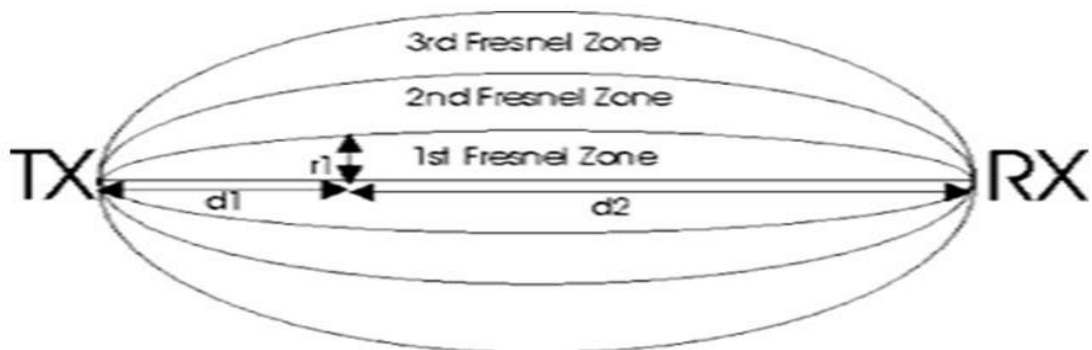 3rd Fresnel Zone
2nd Fresnel Zone
1st Fresnel Zone
TX
r1
RX
d1
d2